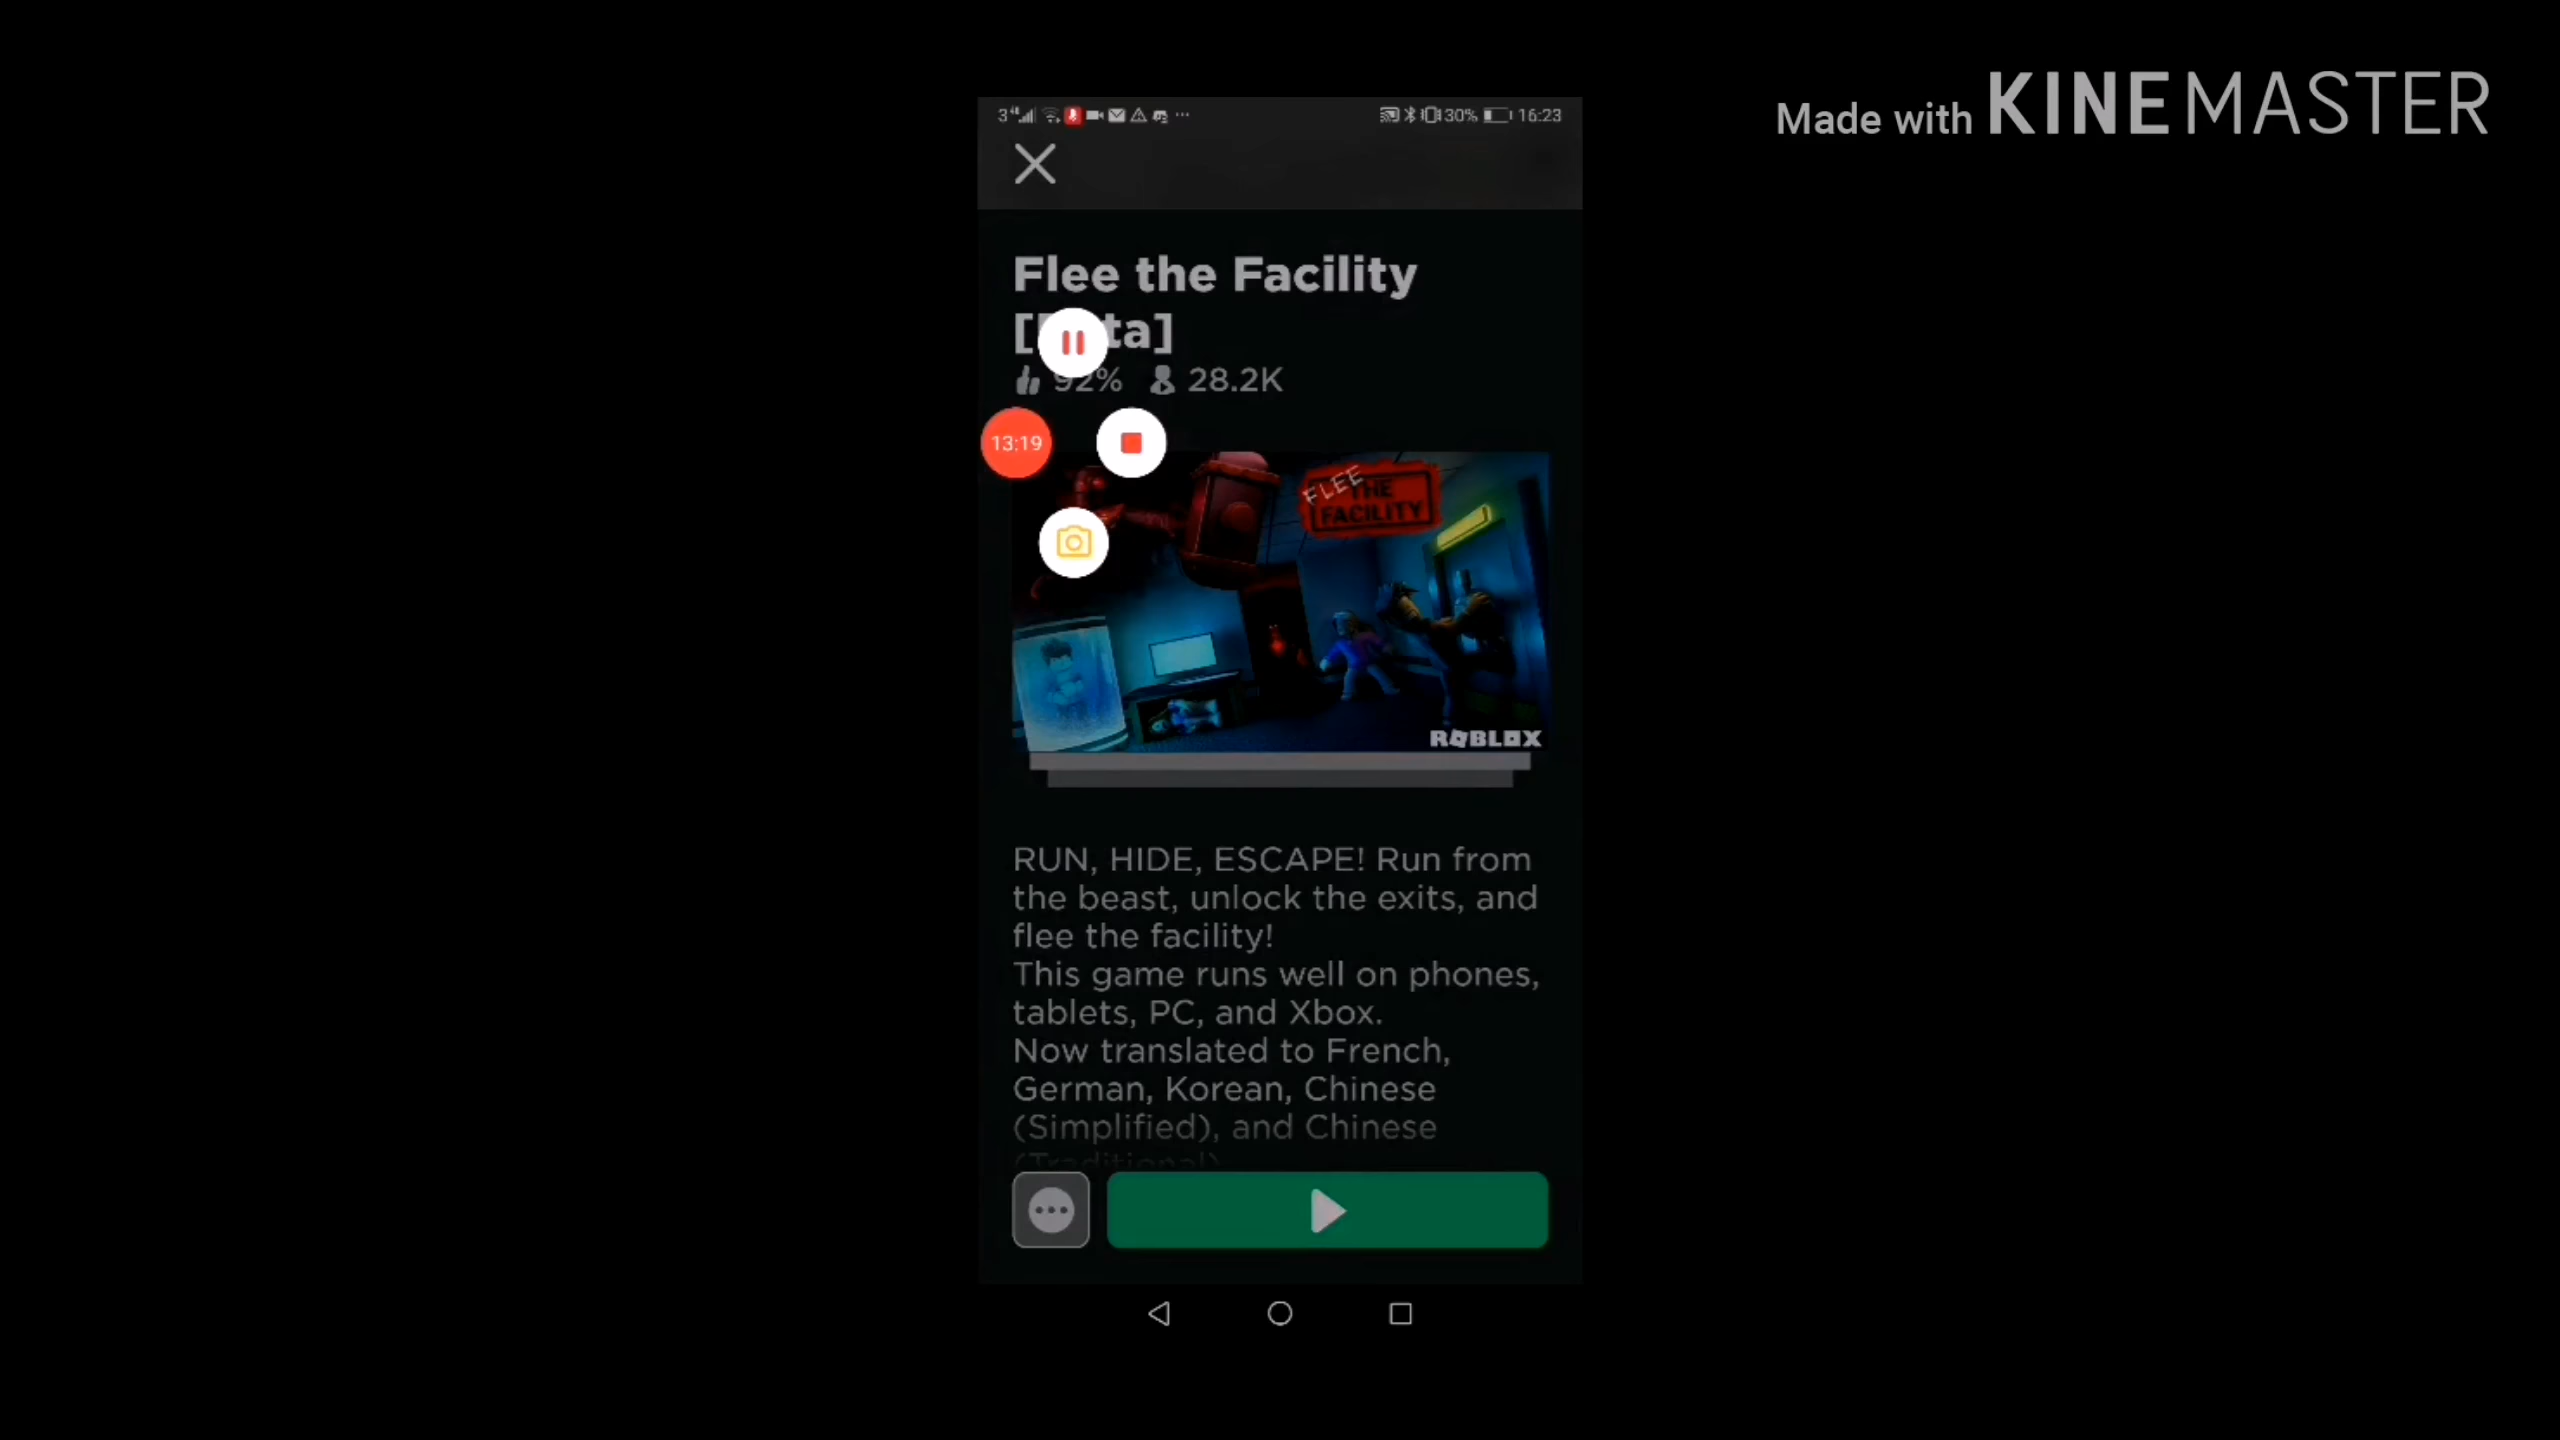 Made with KINEMASTER
30% 16:23
Flee the Facility
ta]
92% 28.2K
13:19
FLEE
THE
FACILITY
ROBLOX
RUN, HIDE, ESCAPE! Run from
the beast, unlock the exits, and
flee the facility!
This game runs well on phones,
tablets, PC, and Xbox.
Now translated to French,
German, Korean, Chinese
(Simplified), and Chinese
(Traditional)